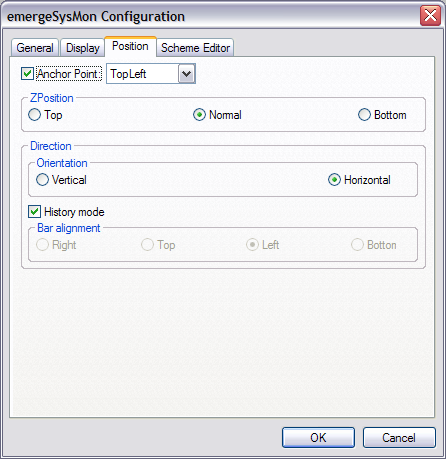 emergeSysMon Configuration
General Display Position Scheme Editor
Anchor Point: TopLeft
ZPosition
Top Normal Bottom
Direction
Orientation
Vertical Horizontal
History mode
Bar alignment
Right Top Left Botton
OK Cancel